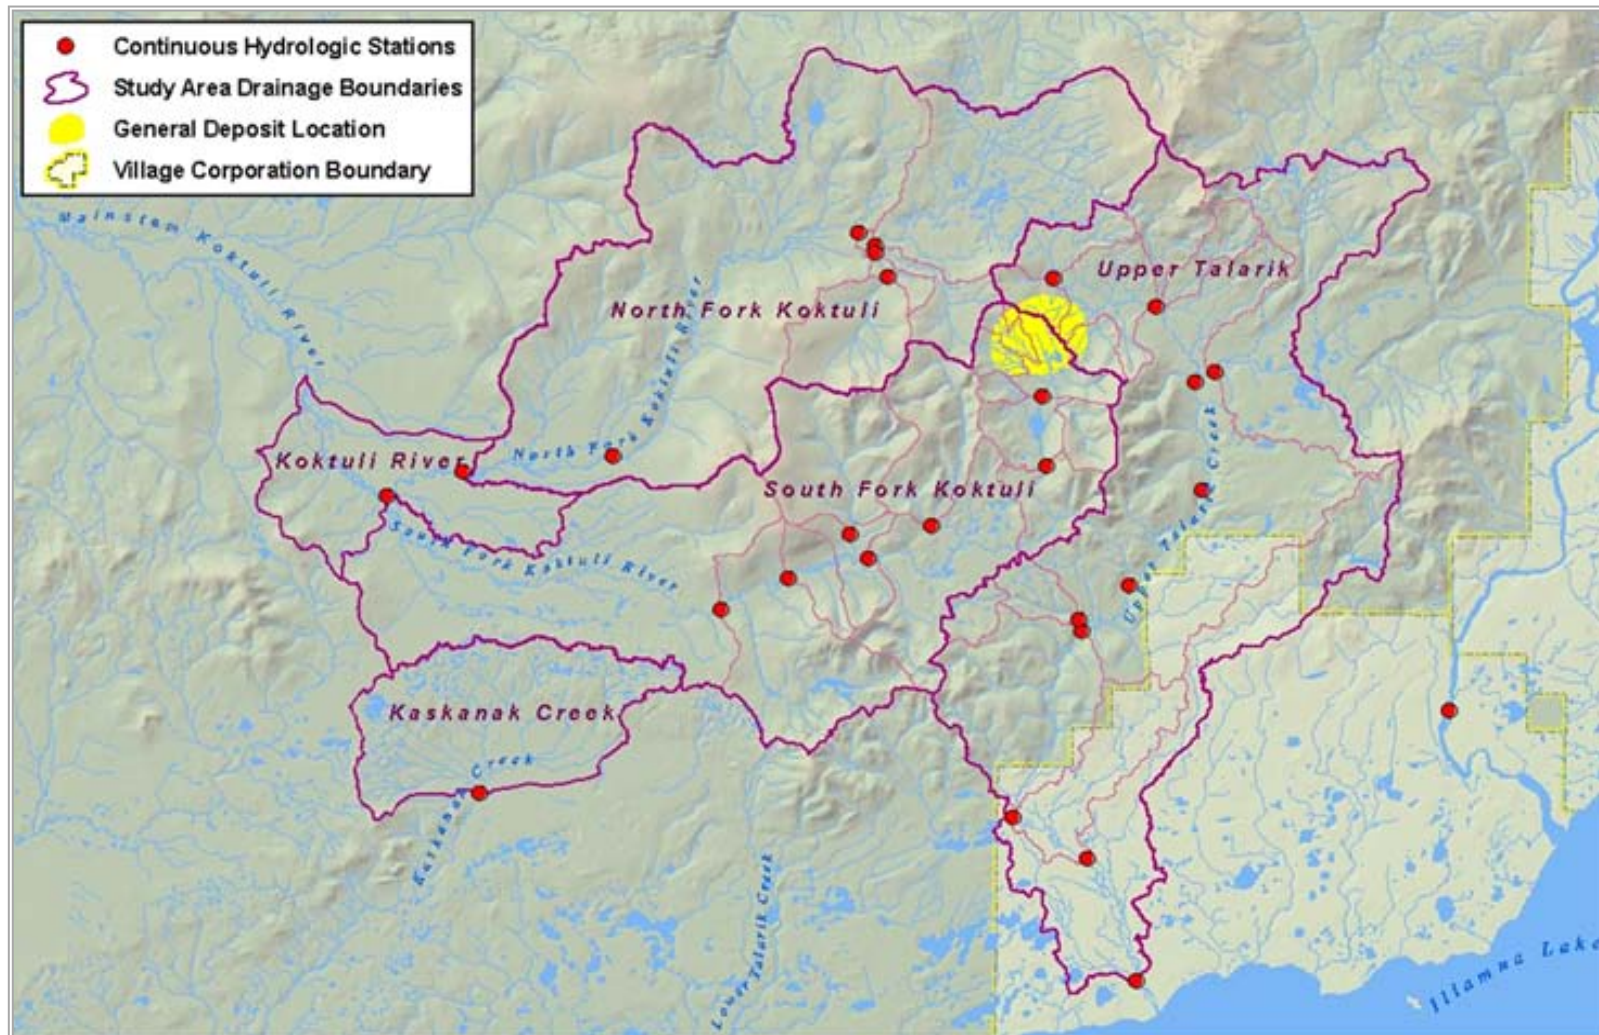 Continuous Hydrologic Stations
Study Area Drainage Boundaries
General Deposit Location
Village Corporation Boundary
Mainstem Koktuli River
Upper Talarik
North Fork Koktuli
North Fork Koktuli River
Koktuli River
South Fork Koktuli
South Fork Koktuli River
Upper Talarik Creek
Kaskanak Creek
Kaskanak Creek
Lower Talarik Creek
Iliamna Lake